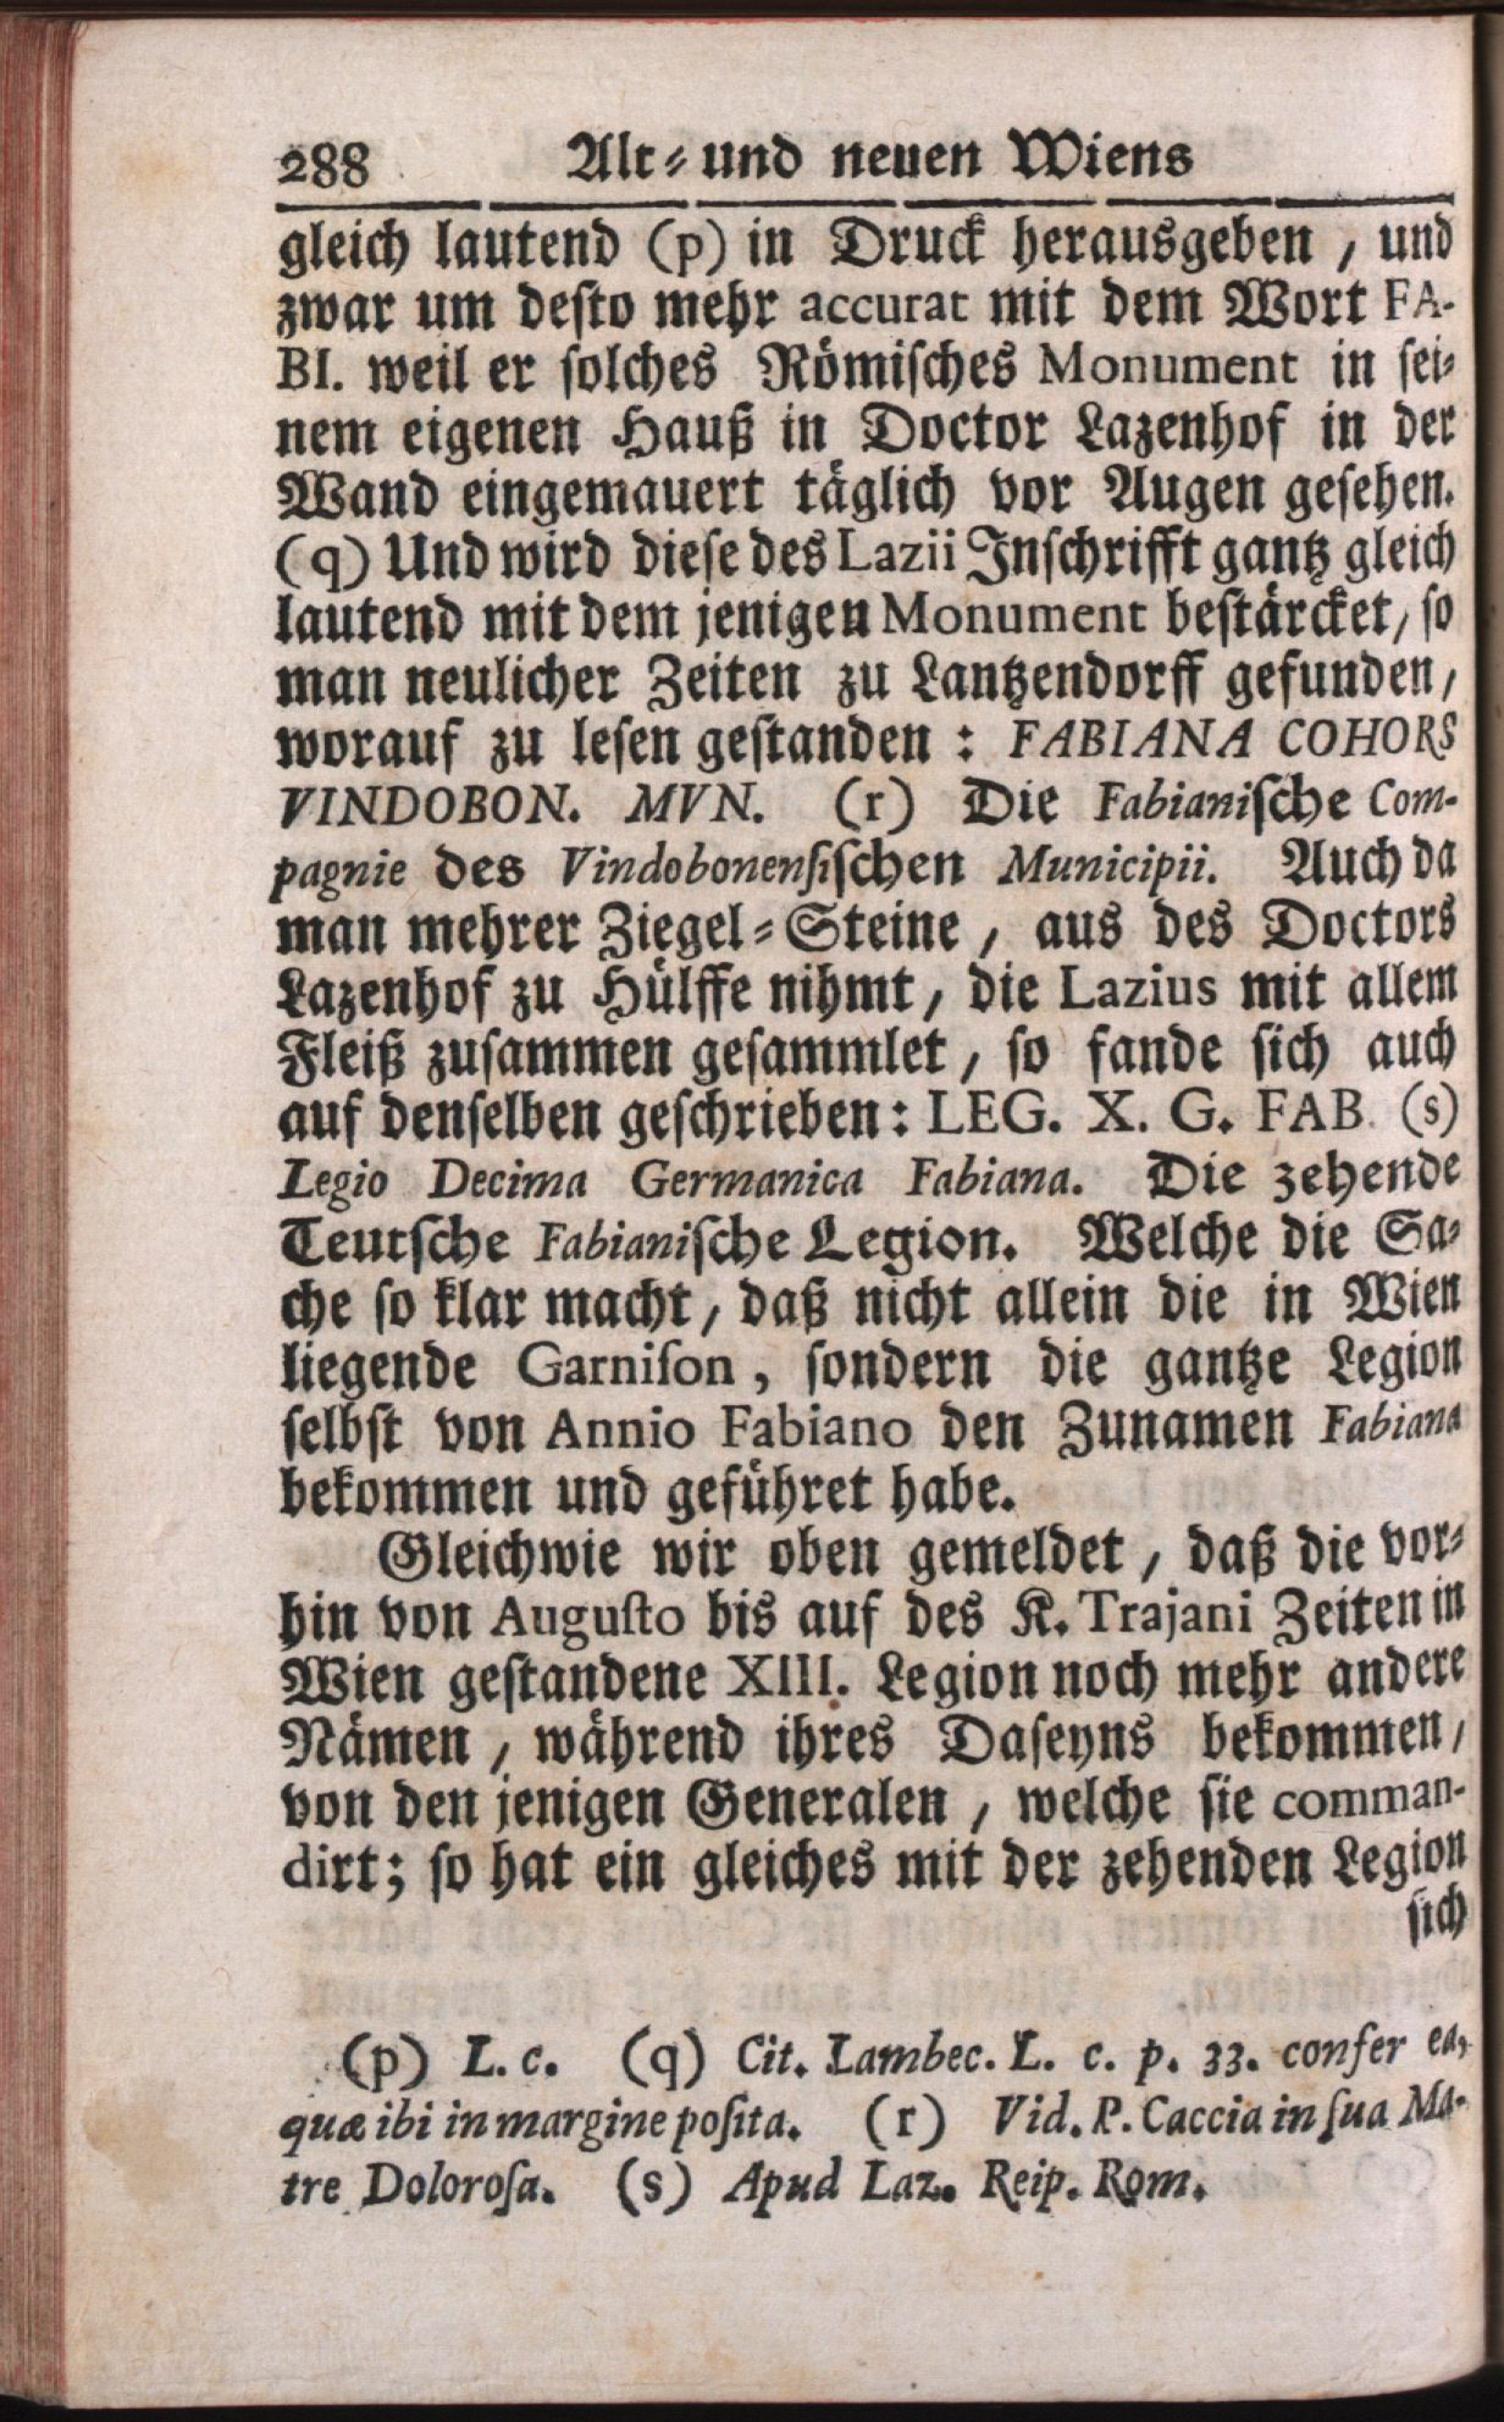 288 Alt- und neuen Wiens
gleich lautend (p) in Druck herausgeben, und
zwar um desto mehr accurat mit dem Wort FA-
BI. weil er solches Römisches Monument in sei-
nem eigenen Hauß in Doctor Lazenhof in der
Wand eingemauert täglich vor Augen gesehen.
(q) Und wird diese des Lazii Inschrifft gantz gleich
lautend mit dem jenigen Monument bestärcket, so
man neulicher Zeiten zu Lantzendorff gefunden,
worauf zu lesen gestanden: FABIANA COHORS
VINDOBON. MVN. (r) Die Fabianische Com-
pagnie des Vindobonensischen Municipii. Auch da
man mehrer Ziegel-Steine, aus des Doctors
Lazenhof zu Hülffe nihmt, die Lazius mit allem
Fleiß zusammen gesammlet, so fande sich auch
auf denselben geschrieben: LEG. X. G. FAB. (s)
Legio Decima Germanica Fabiana. Die zehende
Teutsche Fabianische Legion. Welche die Sa-
che so klar macht, daß nicht allein die in Wien
liegende Garnison, sondern die gantze Legion
selbst von Annio Fabiano den Zunamen Fabiana
bekommen und geführet habe.
Gleichwie wir oben gemeldet, daß die vor-
hin von Augusto bis auf des K. Trajani Zeiten in
Wien gestandene XIII. Legion noch mehr andere
Nämen, während ihres Daseyns bekommen,
von den jenigen Generalen, welche sie comman-
dirt; so hat ein gleiches mit der zehenden Legion
sich
(p) L. c. (q) Cit. Lambec. L. c. p. 33. confer ea,
quæ ibi in margine posita. (r) Vid. P. Caccia in sua Ma-
tre Dolorosa. (s) Apud Laz. Reip. Rom.